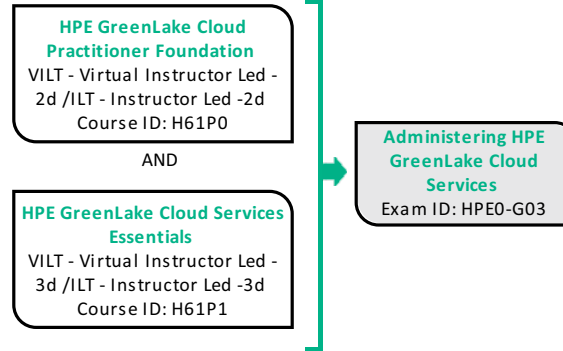 HPE GreenLake Cloud
Practitioner Foundation
VILT - Virtual Instructor Led -
2d /ILT - Instructor Led -2d
Course ID: H61P0
AND
HPE GreenLake Cloud Services
Essentials
VILT - Virtual Instructor Led -
3d /ILT - Instructor Led -3d
Course ID: H61P1
Administering HPE
GreenLake Cloud
Services
Exam ID: HPE0-G03